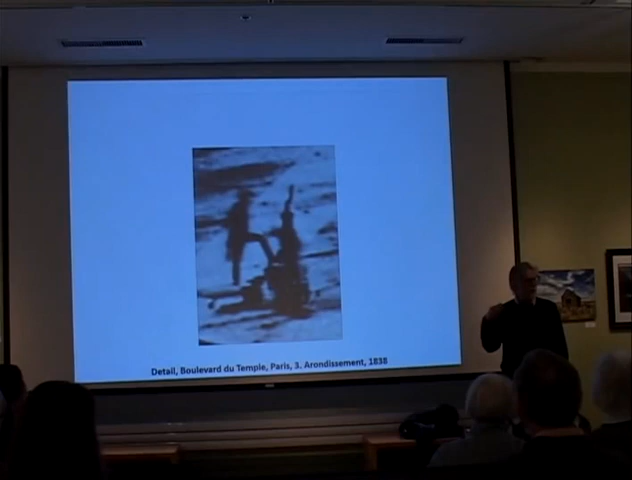 Detail, Boulevard du Temple, Paris, 3. Arondissement, 1838